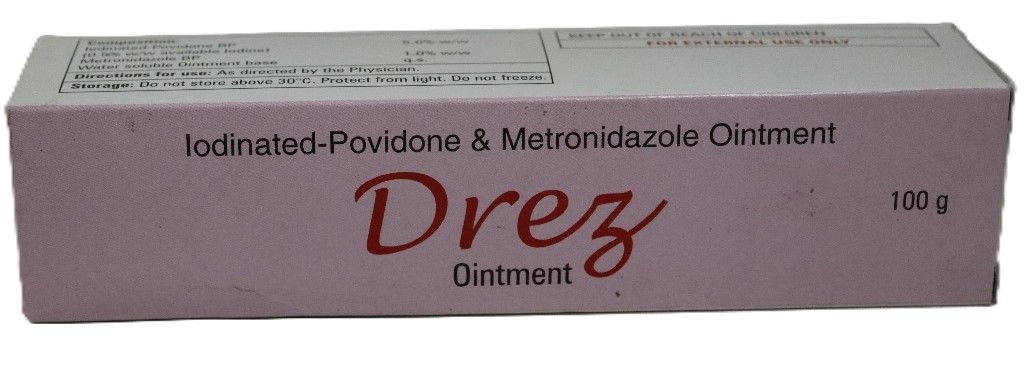 Composition:
Iodinated-Povidone BP 5.0% w/w
(0.5% w/w available Iodine)
Metronidazole BP 1.0% w/w
Water soluble Ointment base q.s.
Directions for use: As directed by the Physician.
Storage: Do not store above 30°C. Protect from light. Do not freeze.
KEEP OUT OF REACH OF CHILDREN
FOR EXTERNAL USE ONLY
Iodinated-Povidone & Metronidazole Ointment
Drez
100 g
Ointment